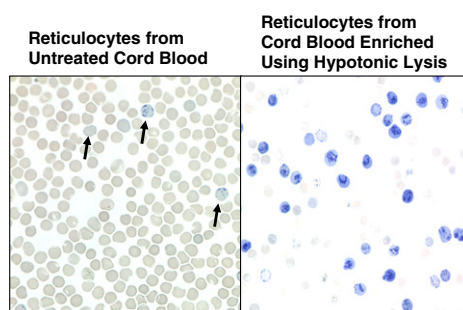 Reticulocytes from
Untreated Cord Blood
Reticulocytes from
Cord Blood Enriched
Using Hypotonic Lysis